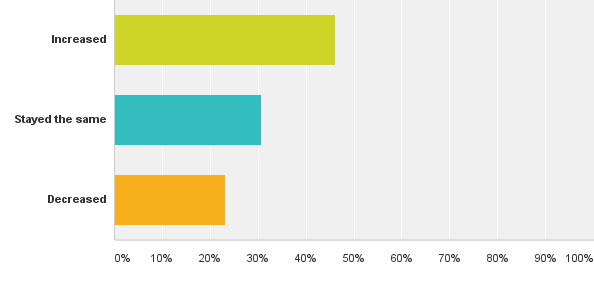 Increased
Stayed the same
Decreased
0% 10% 20% 30% 40% 50% 60% 70% 80% 90% 100%